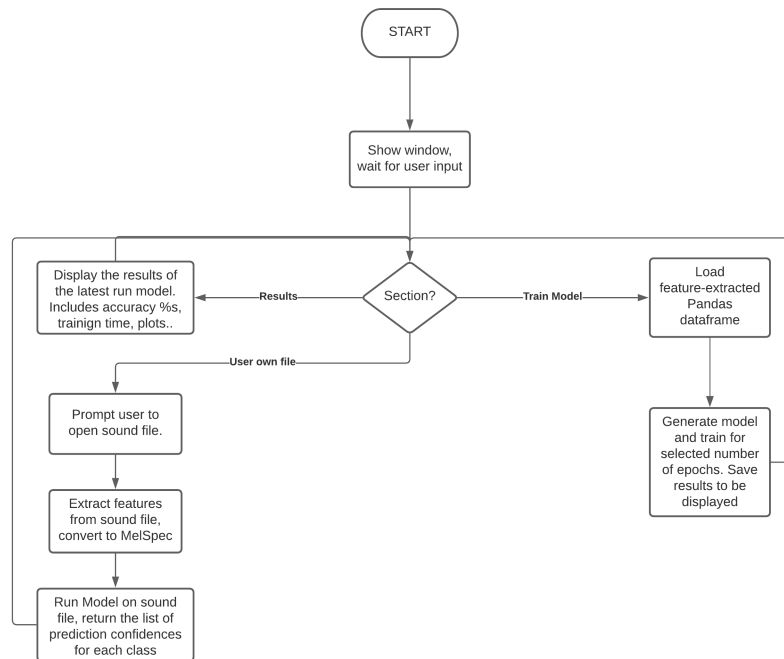 START
Show window,
wait for user input
Display the results of
the latest run model.
Includes accuracy %s,
trainign time, plots..
Results
Section?
Train Model
Load
feature-extracted
Pandas
dataframe
User own file
Prompt user to
open sound file.
Generate model
and train for
selected number
of epochs. Save
results to be
displayed
Extract features
from sound file,
convert to MelSpec
Run Model on sound
file, return the list of
prediction confidences
for each class